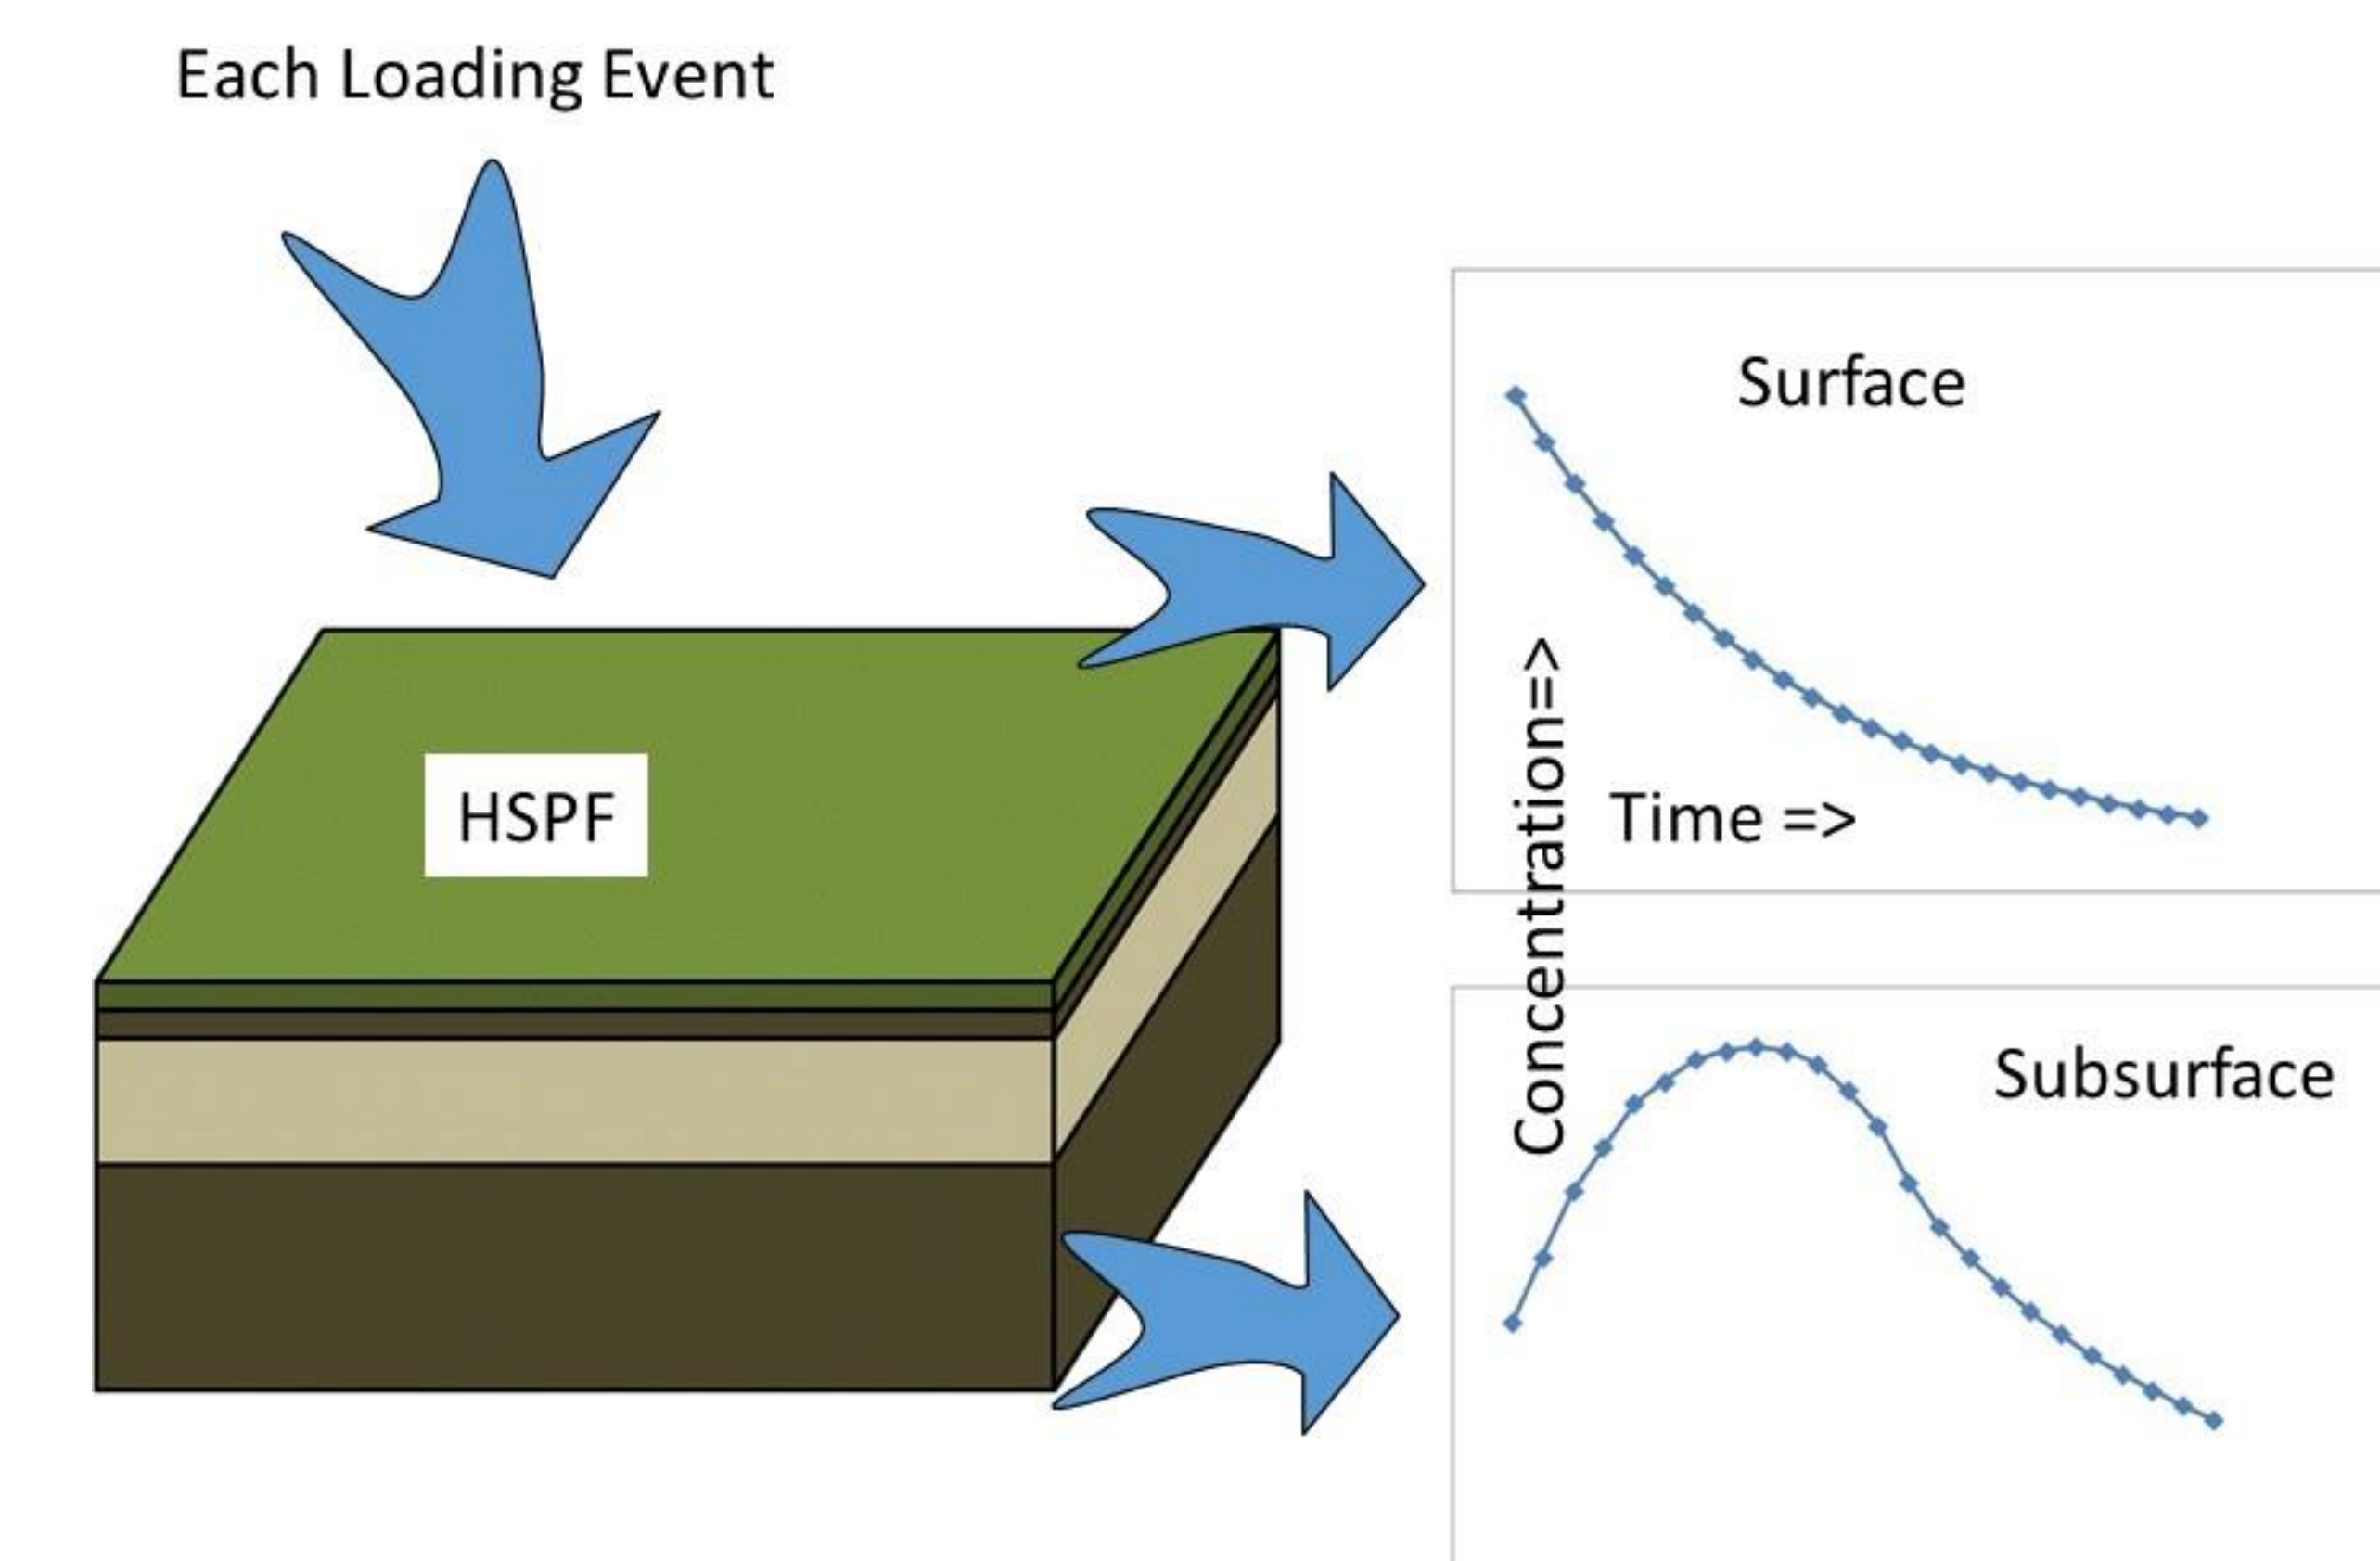 Each Loading Event
HSPF
Surface
Concentration=>
Time =>
Subsurface